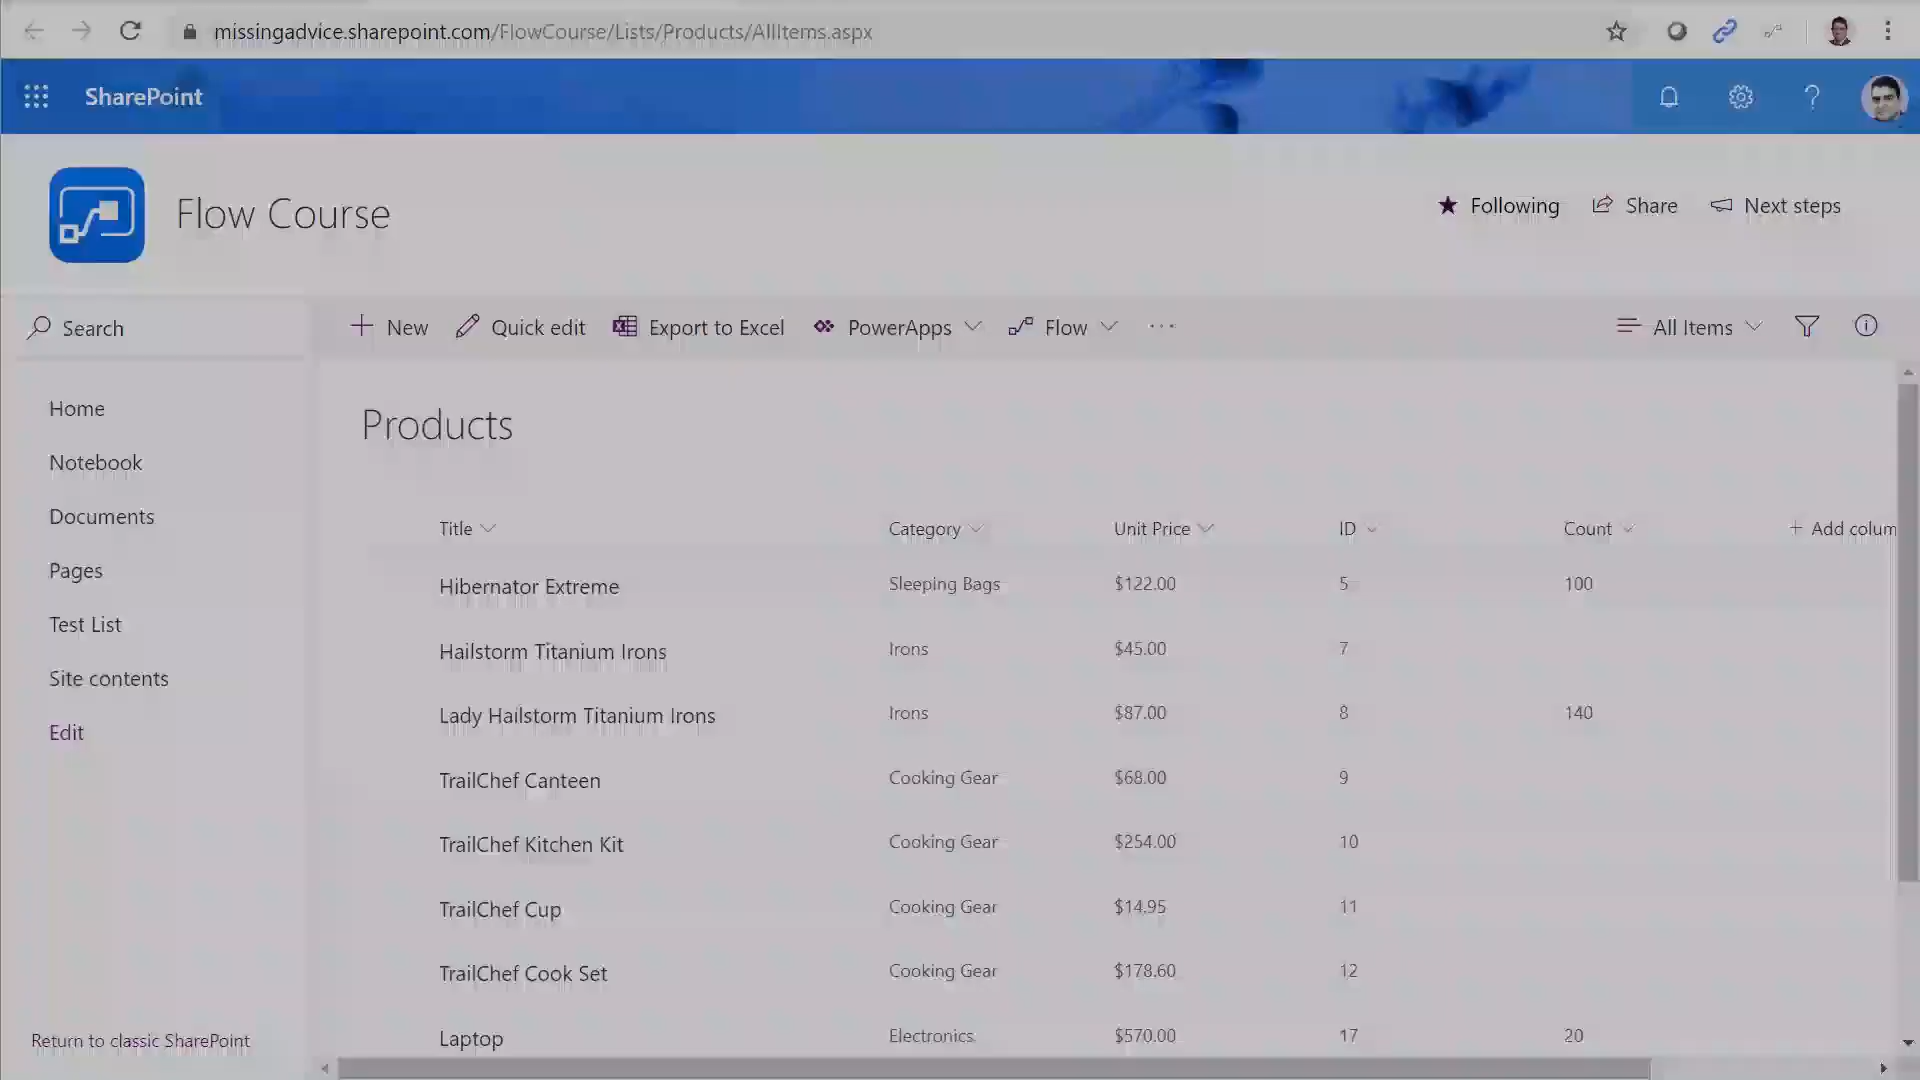 missingadvice.sharepoint.com/FlowCourse/Lists/Products/AllItems.aspx
SharePoint
Flow Course
Following Share Next steps
Search
New Quick edit Export to Excel PowerApps Flow ... All Items
Home
Notebook
Documents
Pages
Test List
Site contents
Edit
Return to classic SharePoint
Products
Title Category Unit Price ID Count + Add colum
Hibernator Extreme Sleeping Bags $122.00 5 100
Hailstorm Titanium Irons Irons $45.00 7
Lady Hailstorm Titanium Irons Irons $87.00 8 140
TrailChef Canteen Cooking Gear $68.00 9
TrailChef Kitchen Kit Cooking Gear $254.00 10
TrailChef Cup Cooking Gear $14.95 11
TrailChef Cook Set Cooking Gear $178.60 12
Laptop Electronics $570.00 17 20